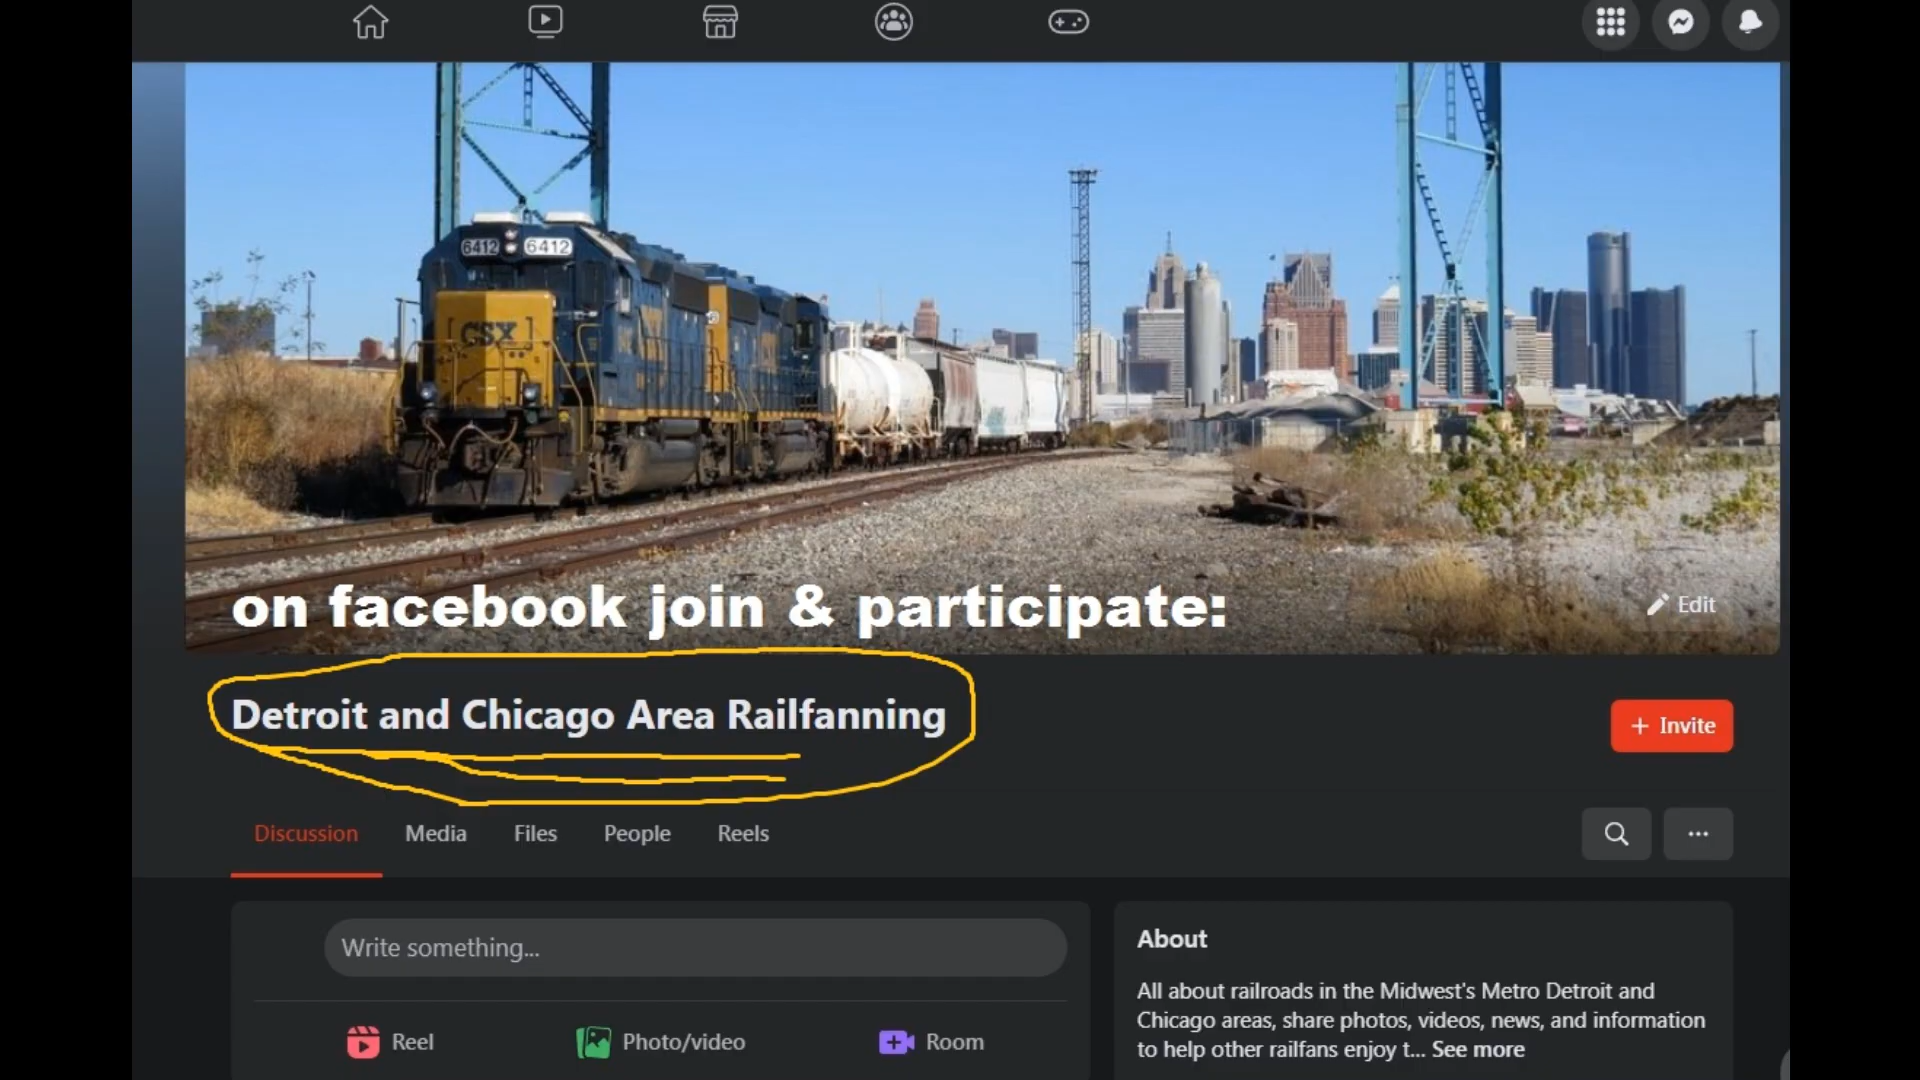 6412 6412
CSX
on facebook join & participate:
Edit
Detroit and Chicago Area Railfanning
+ Invite
Discussion Media Files People Reels
Write something...
Reel Photo/video Room
About
All about railroads in the Midwest's Metro Detroit and
Chicago areas, share photos, videos, news, and information
to help other railfans enjoy t... See more